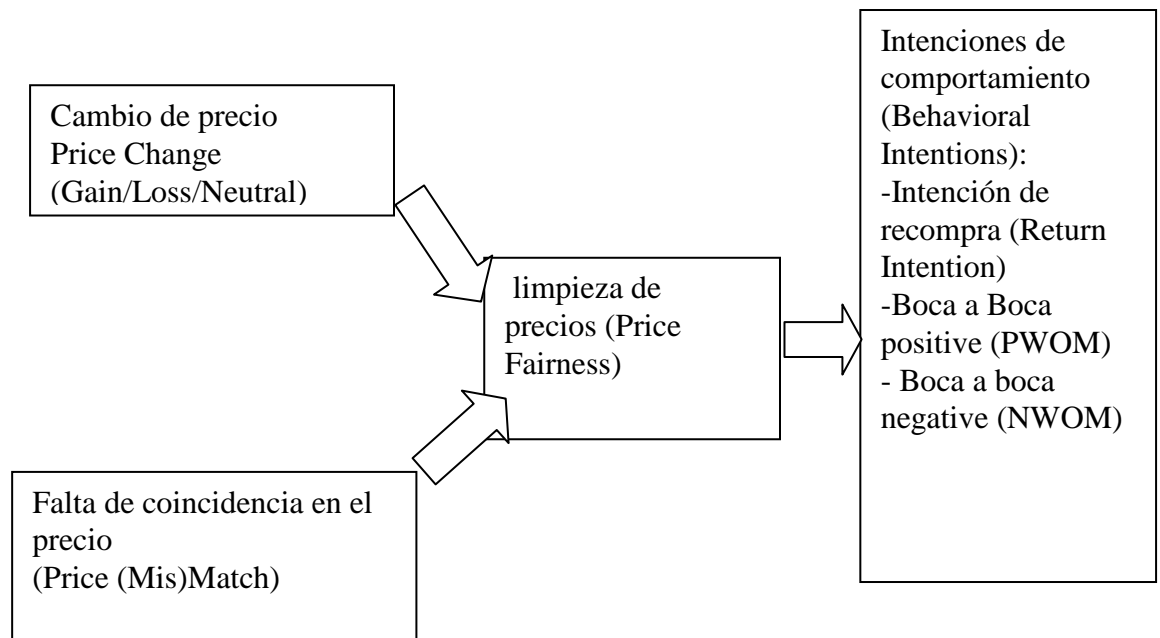 Cambio de precio
Price Change
(Gain/Loss/Neutral)
Falta de coincidencia en el
precio
(Price (Mis)Match)
limpieza de
precios (Price
Fairness)
Intenciones de
comportamiento
(Behavioral
Intentions):
-Intención de
recompra (Return
Intention)
-Boca a Boca
positive (PWOM)
- Boca a boca
negative (NWOM)